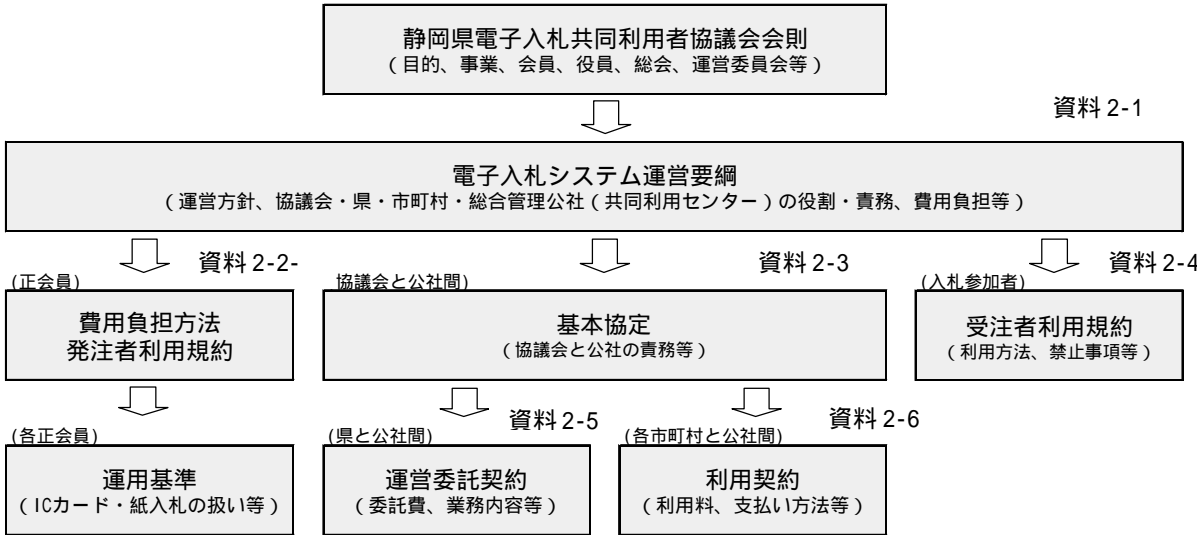 静岡県電子入札共同利用者協議会会則
(目的、事業、会員、役員、総会、運営委員会等)
資料 2-1
電子入札システム運営要綱
(運営方針、協議会・県・市町村・総合管理公社(共同利用センター)の役割・責務、費用負担等)
資料 2-2-
資料 2-3
資料 2-4
(正会員)
費用負担方法
発注者利用規約
協議会と公社間)
基本協定
(協議会と公社の責務等)
(入札参加者)
受注者利用規約
(利用方法、禁止事項等)
資料 2-5
資料 2-6
(各正会員)
運用基準
(ICカード・紙入札の扱い等)
(県と公社間)
運営委託契約
(委託費、業務内容等)
(各市町村と公社間)
利用契約
(利用料、支払い方法等)